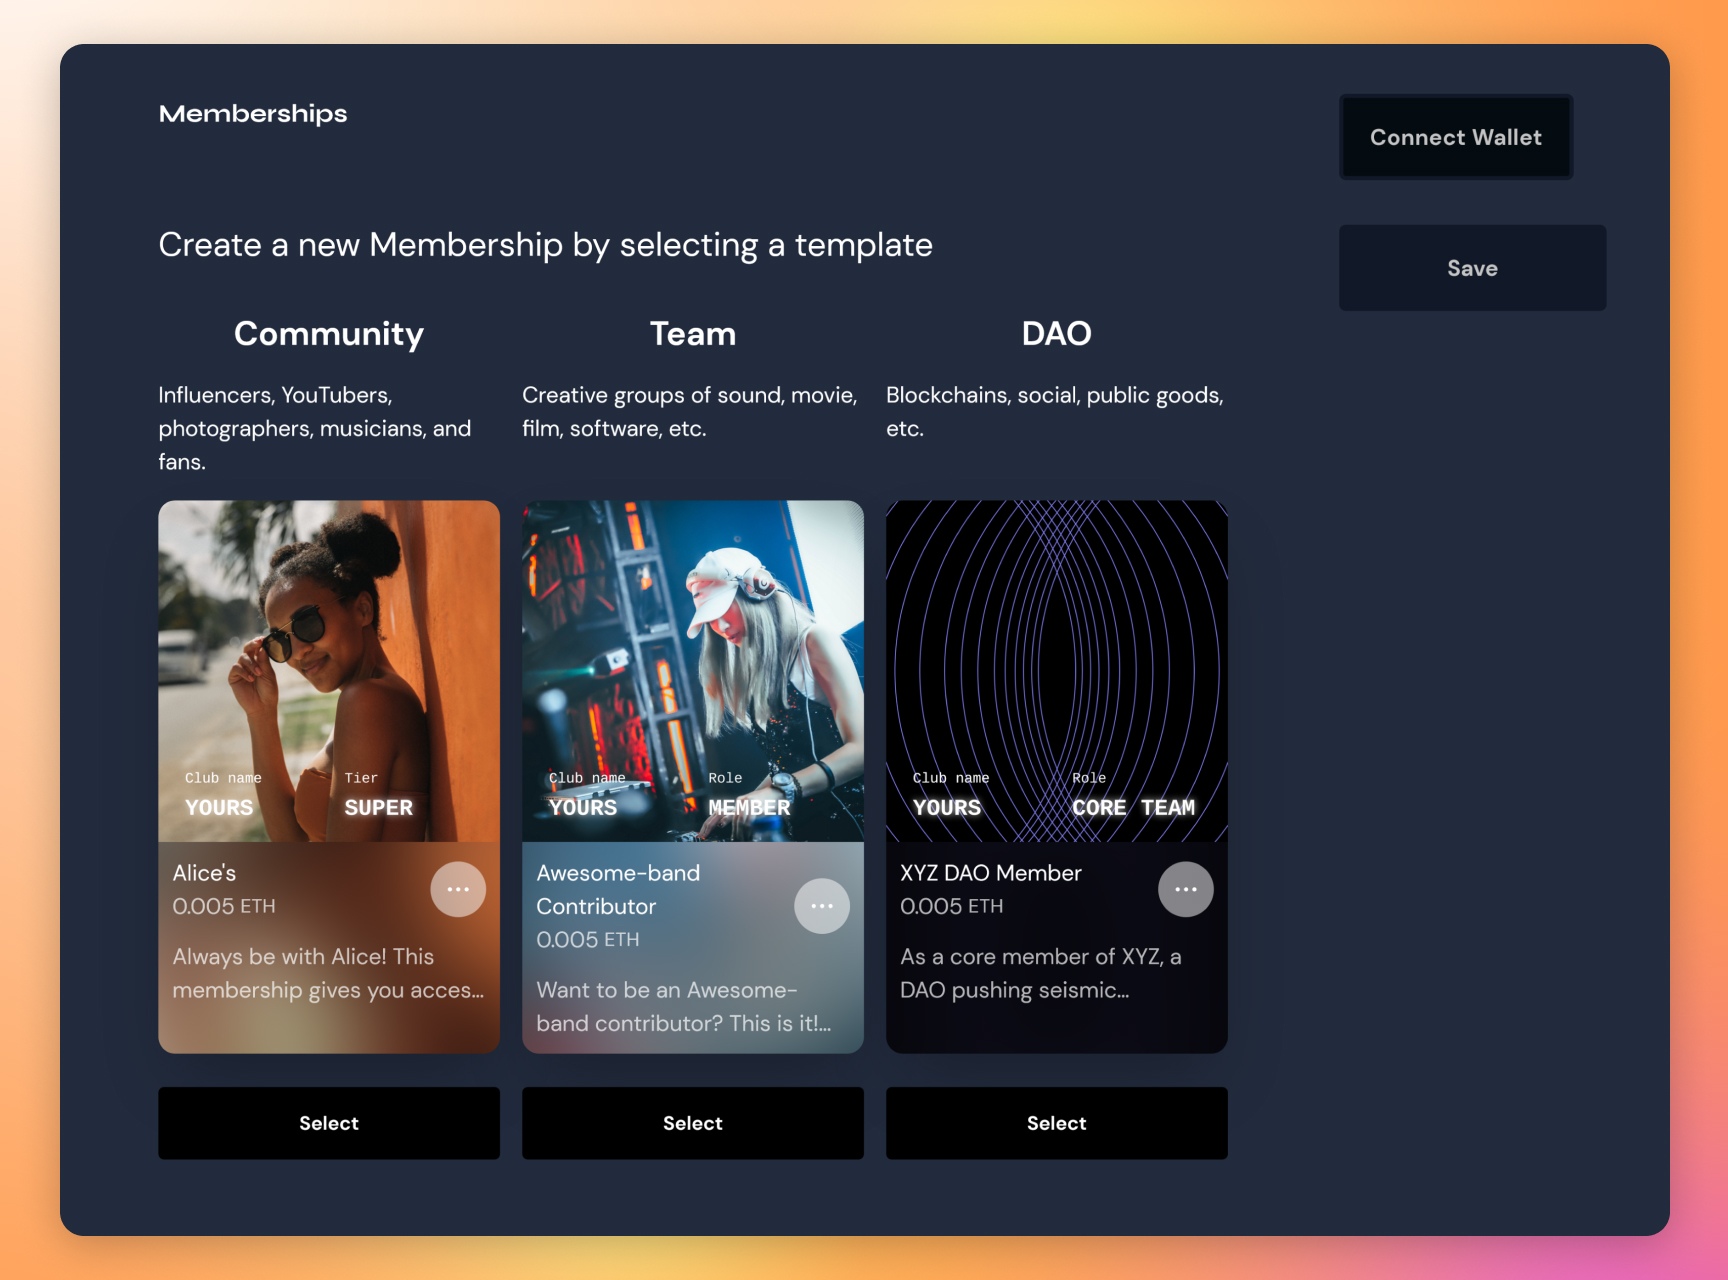 Memberships
Connect Wallet
Create a new Membership by selecting a template
Save
Community
Influencers, YouTubers,
photographers, musicians, and
fans.
Club name
Tier
YOURS
SUPER
Alice's
0.005 ETH
...
Always be with Alice! This
membership gives you acces...
Select
Team
Creative groups of sound, movie,
film, software, etc.
Club name
Role
YOURS
MEMBER
Awesome-band
Contributor
0.005 ETH
...
Want to be an Awesome-
band contributor? This is it!...
Select
DAO
Blockchains, social, public goods,
etc.
Club name
Role
YOURS
CORE TEAM
XYZ DAO Member
0.005 ETH
...
As a core member of XYZ, a
DAO pushing seismic...
Select